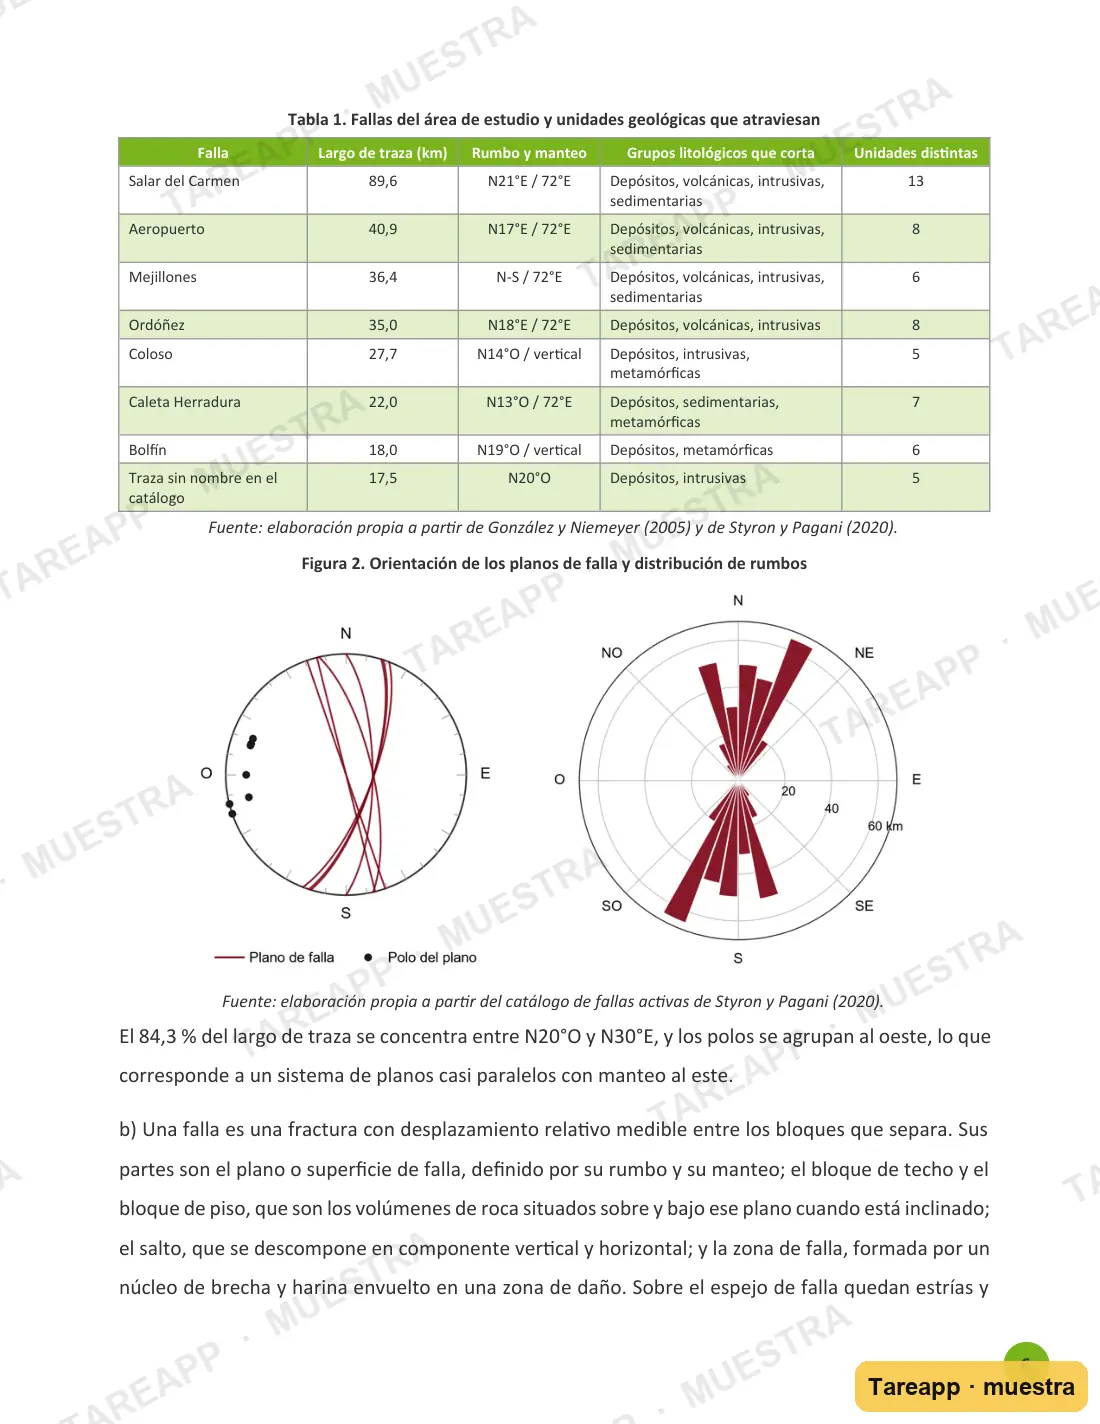 Tabla 1. Fallas del área de estudio y unidades geológicas que atraviesan
Falla Largo de traza (km) Rumbo y manteo Grupos litológicos que corta Unidades distintas
Salar del Carmen 89,6 N21°E / 72°E Depósitos, volcánicas, intrusivas, 13
sedimentarias
Aeropuerto 40,9 N17°E / 72°E Depósitos, volcánicas, intrusivas, 8
sedimentarias
Mejillones 36,4 N-S / 72°E Depósitos, volcánicas, intrusivas, 6
sedimentarias
Ordóñez 35,0 N18°E / 72°E Depósitos, volcánicas, intrusivas 8
Coloso 27,7 N14°O / vertical Depósitos, intrusivas, 5
metamórficas
Caleta Herradura 22,0 N13°O / 72°E Depósitos, sedimentarias, 7
metamórficas
Bolfín 18,0 N19°O / vertical Depósitos, metamórficas 6
Traza sin nombre en el 17,5 N20°O Depósitos, intrusivas 5
catálogo
Fuente: elaboración propia a partir de González y Niemeyer (2005) y de Styron y Pagani (2020).
Figura 2. Orientación de los planos de falla y distribución de rumbos
N
O
E
S
Plano de falla
Polo del plano
N
NO
NE
O
E
20
40
60 km
SO
SE
S
Fuente: elaboración propia a partir del catálogo de fallas activas de Styron y Pagani (2020).
El 84,3 % del largo de traza se concentra entre N20°O y N30°E, y los polos se agrupan al oeste, lo que
corresponde a un sistema de planos casi paralelos con manteo al este.
b) Una falla es una fractura con desplazamiento relativo medible entre los bloques que separa. Sus
partes son el plano o superficie de falla, definido por su rumbo y su manteo; el bloque de techo y el
bloque de piso, que son los volúmenes de roca situados sobre y bajo ese plano cuando está inclinado;
el salto, que se descompone en componente vertical y horizontal; y la zona de falla, formada por un
núcleo de brecha y harina envuelto en una zona de daño. Sobre el espejo de falla quedan estrías y
Tareapp · muestra
TAREAPP · MUESTRA